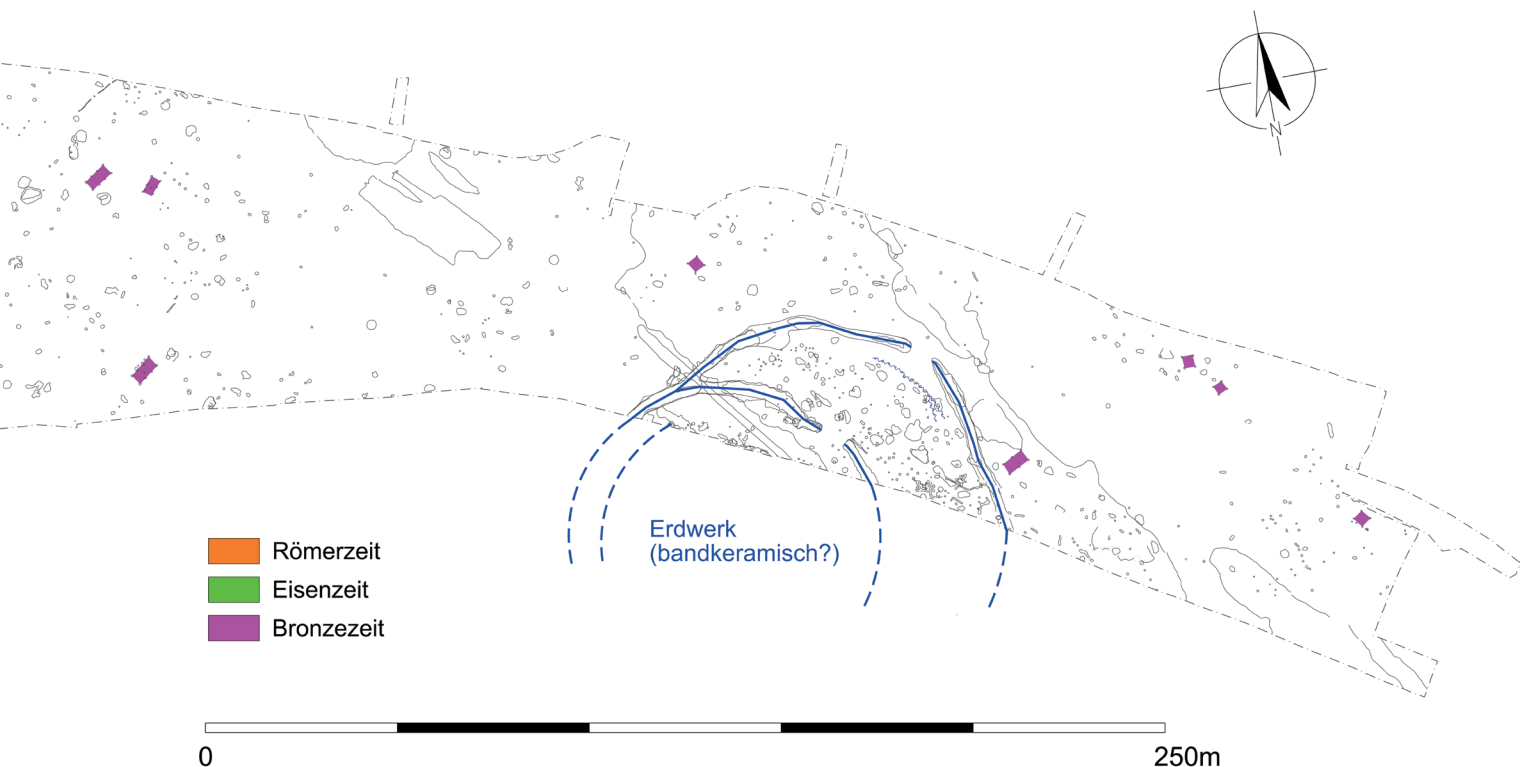 N
Erdwerk
(bandkeramisch?)
Römerzeit
Eisenzeit
Bronzezeit
0
250m